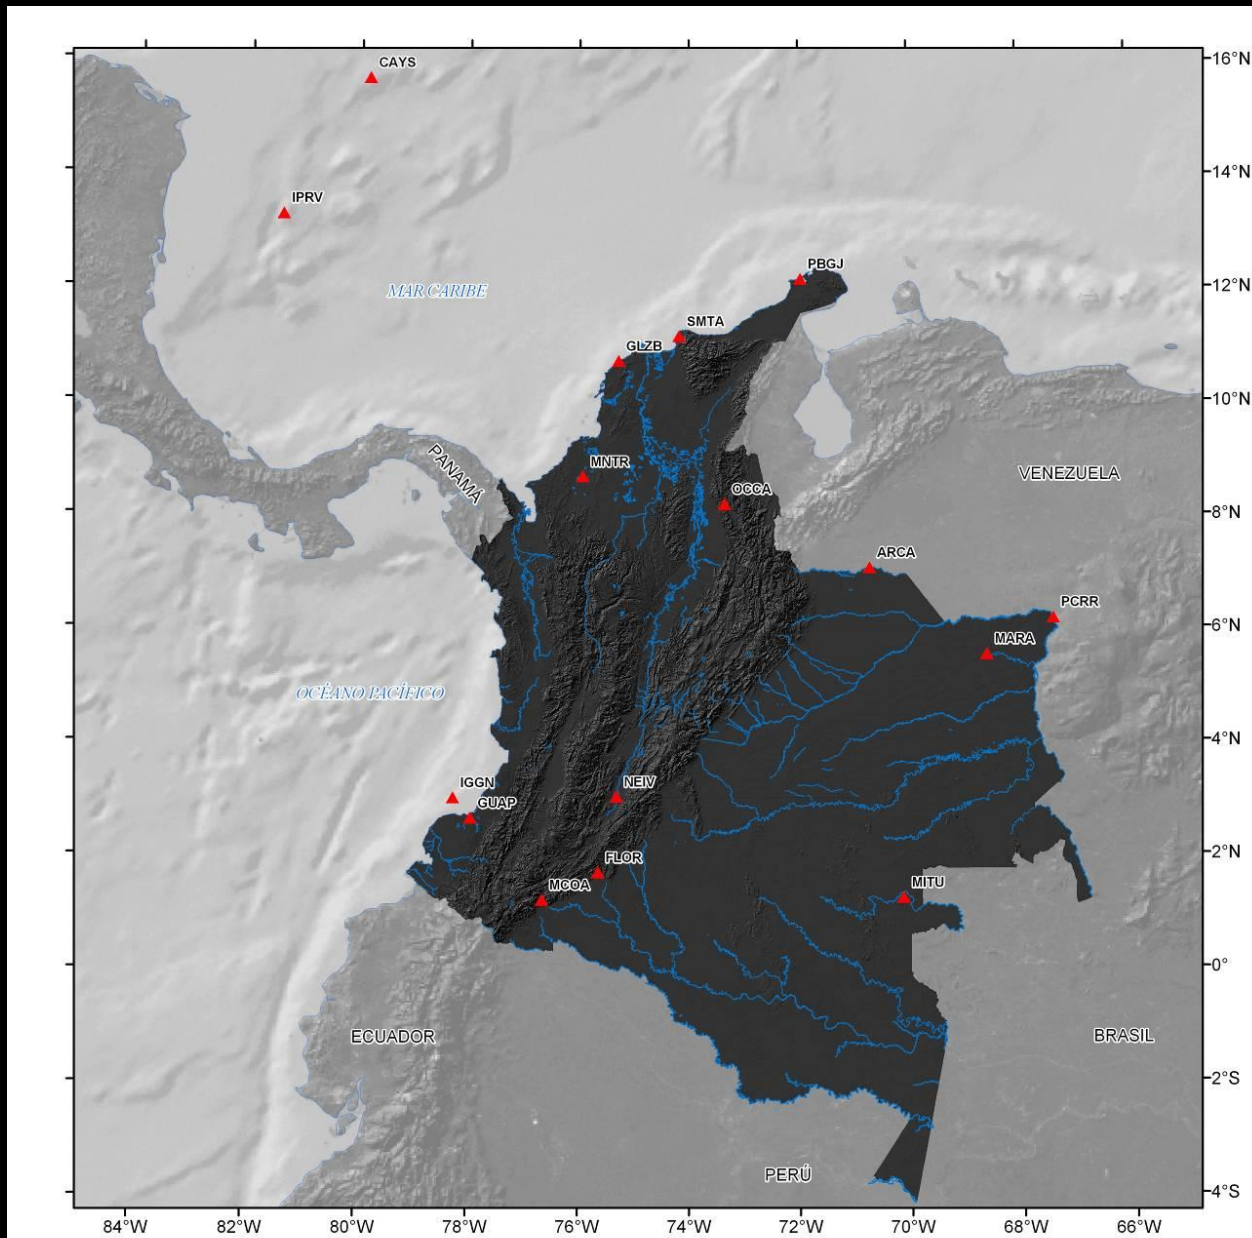 16°N
CAYS
14°N
IPRV
PBGJ
12°N
MAR CARIBE
SMTA
GLZB
10°N
PANAMÁ
MNTR
VENEZUELA
OCCA
8°N
ARCA
PCRR
6°N
MARA
OCÉANO PACÍFICO
4°N
IGGN
NEIV
GUAP
2°N
FLOR
MCOA
MITU
0°
ECUADOR
BRASIL
2°S
PERÚ
4°S
84°W 82°W 80°W 78°W 76°W 74°W 72°W 70°W 68°W 66°W